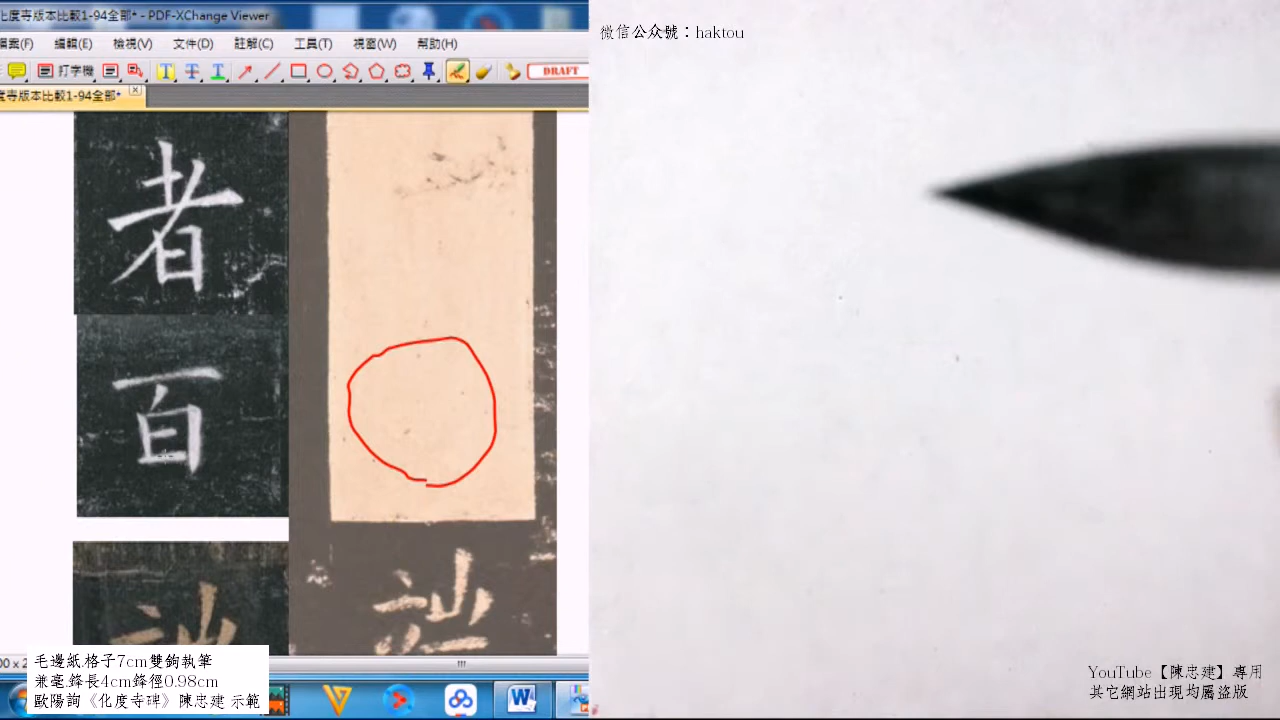 化度寺版本比較1-94全部* - PDF-XChange Viewer
檔案(F) 編輯(E) 檢視(V) 文件(D) 註解(C) 工具(T) 視窗(W) 幫助(H)
打字機 T T T DRAFT
度寺版本比較1-94全部*
微信公众號：haktou
者
百
毛邊紙格子7cm雙鉤執筆
兼毫鋒長4cm鋒徑0.98cm
歐陽詢《化度寺碑》陳忠建 示範
YouTube【陳忠建】專用
其它網站出現均屬盜版